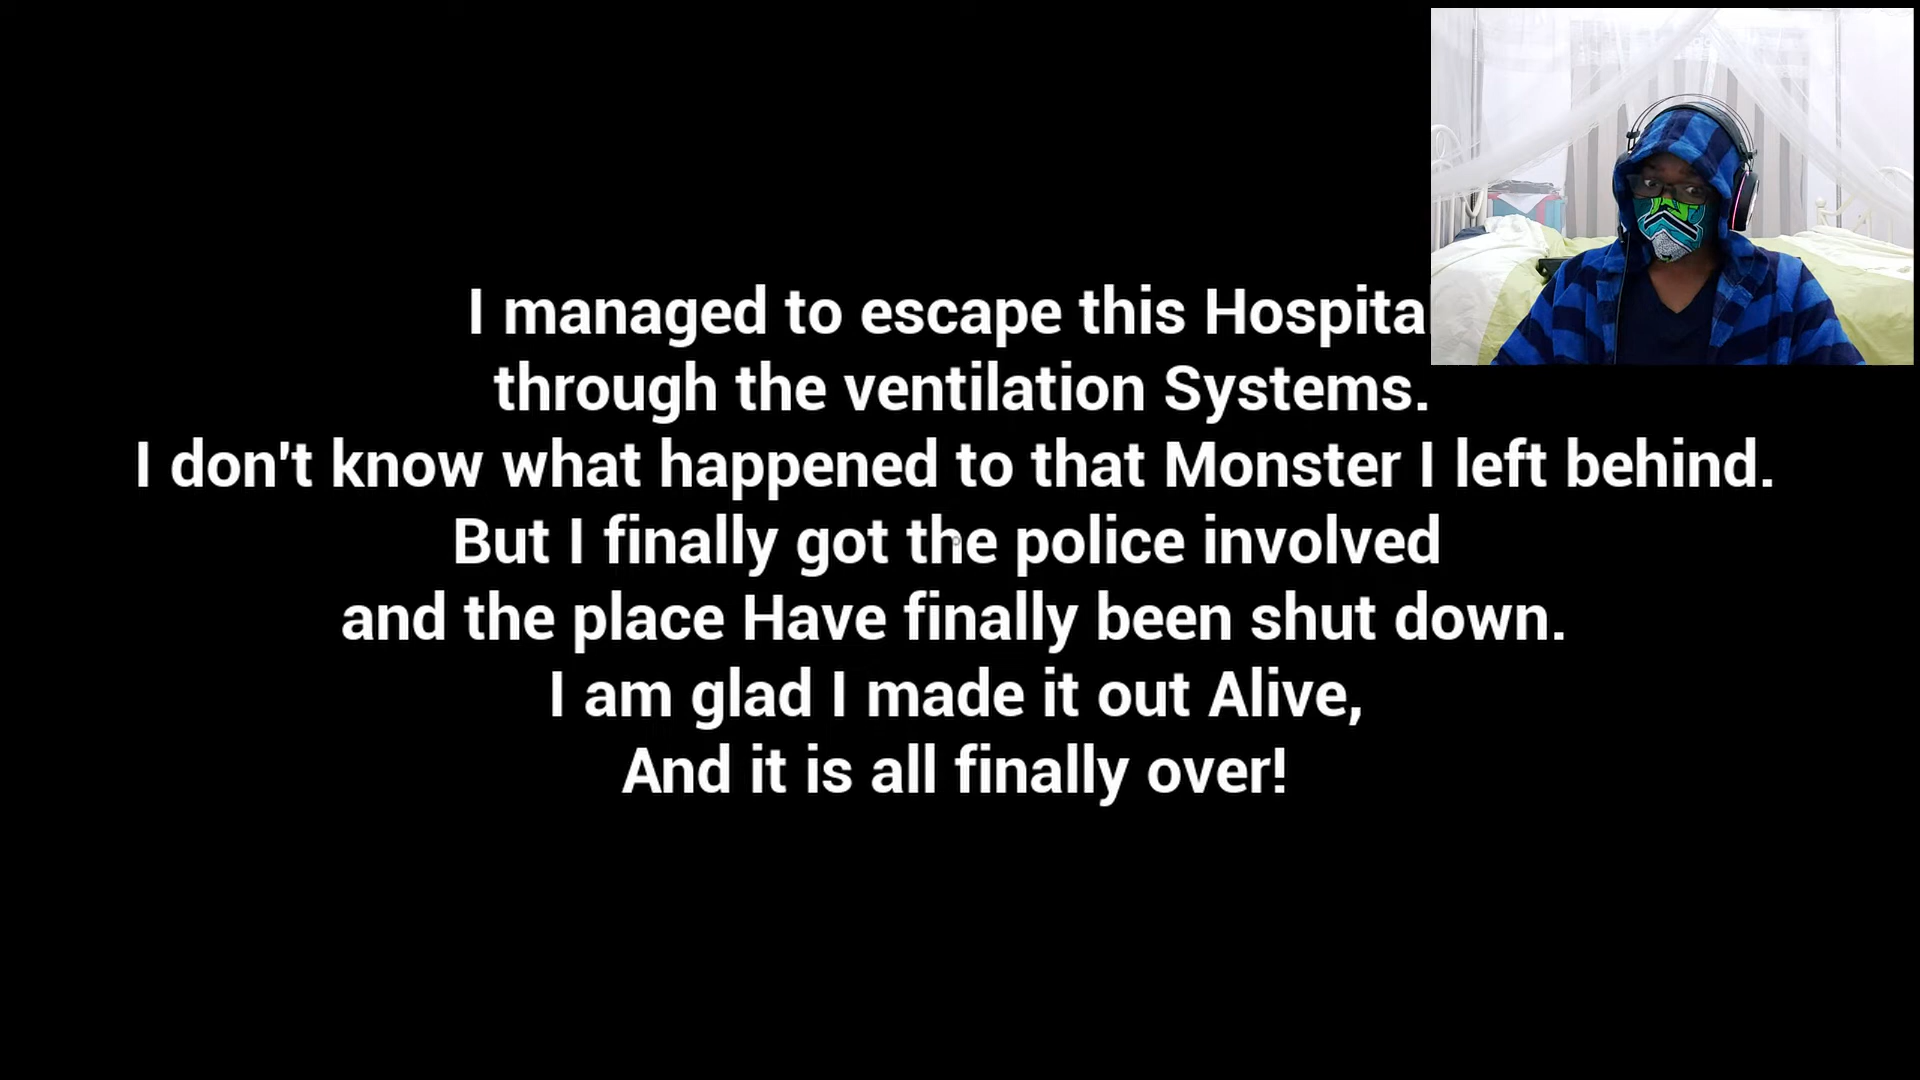 I managed to escape this Hospita
through the ventilation Systems.
I don't know what happened to that Monster I left behind.
But I finally got the police involved
and the place Have finally been shut down.
I am glad I made it out Alive,
And it is all finally over!